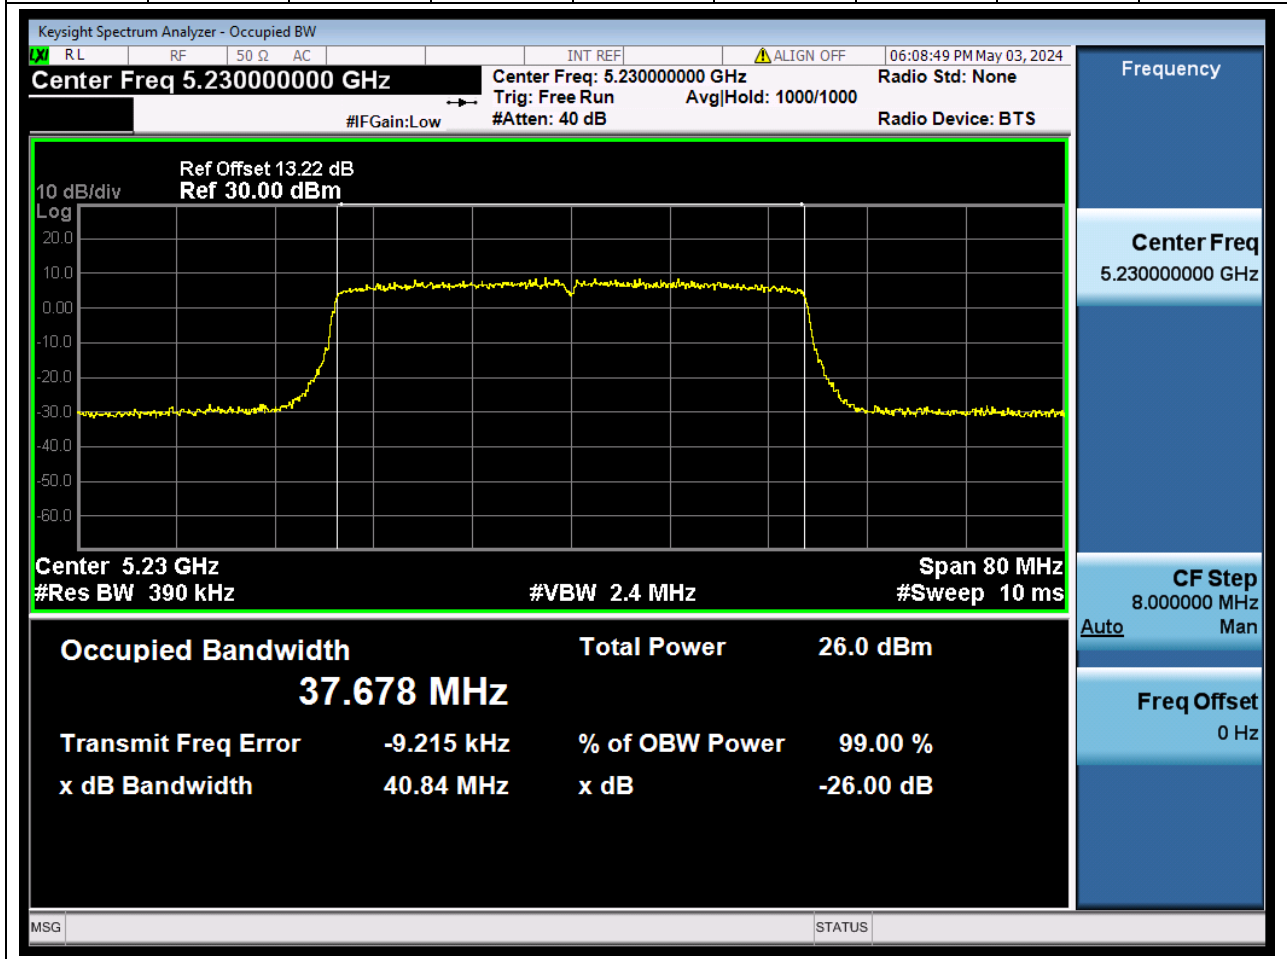 Keysight Spectrum Analyzer - Occupied BW
LXI RL RF 50 Ω AC INT REF ALIGN OFF 06:08:49 PM May 03, 2024
Center Freq 5.230000000 GHz
Center Freq: 5.230000000 GHz
Radio Std: None
Trig: Free Run Avg|Hold: 1000/1000
#IFGain:Low
#Atten: 40 dB
Radio Device: BTS
Ref Offset 13.22 dB
10 dB/div Ref 30.00 dBm
Log
20.0
10.0
0.00
-10.0
-20.0
-30.0
-40.0
-50.0
-60.0
Center 5.23 GHz Span 80 MHz
#Res BW 390 kHz #VBW 2.4 MHz #Sweep 10 ms
Occupied Bandwidth Total Power 26.0 dBm
37.678 MHz
Transmit Freq Error -9.215 kHz % of OBW Power 99.00 %
x dB Bandwidth 40.84 MHz x dB -26.00 dB
Frequency
Center Freq
5.230000000 GHz
CF Step
8.000000 MHz
Auto Man
Freq Offset
0 Hz
MSG STATUS